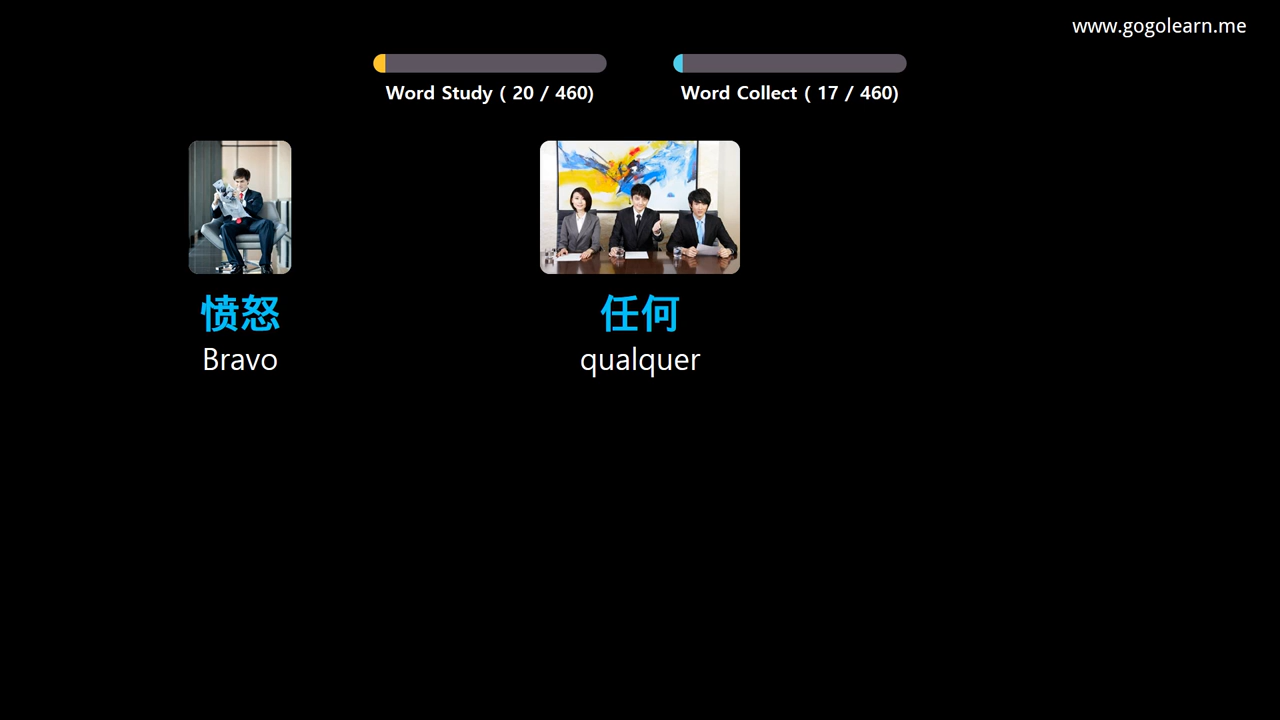 www.gogolearn.me
Word Study ( 20 / 460)
Word Collect ( 17 / 460)
愤怒
Bravo
任何
qualquer